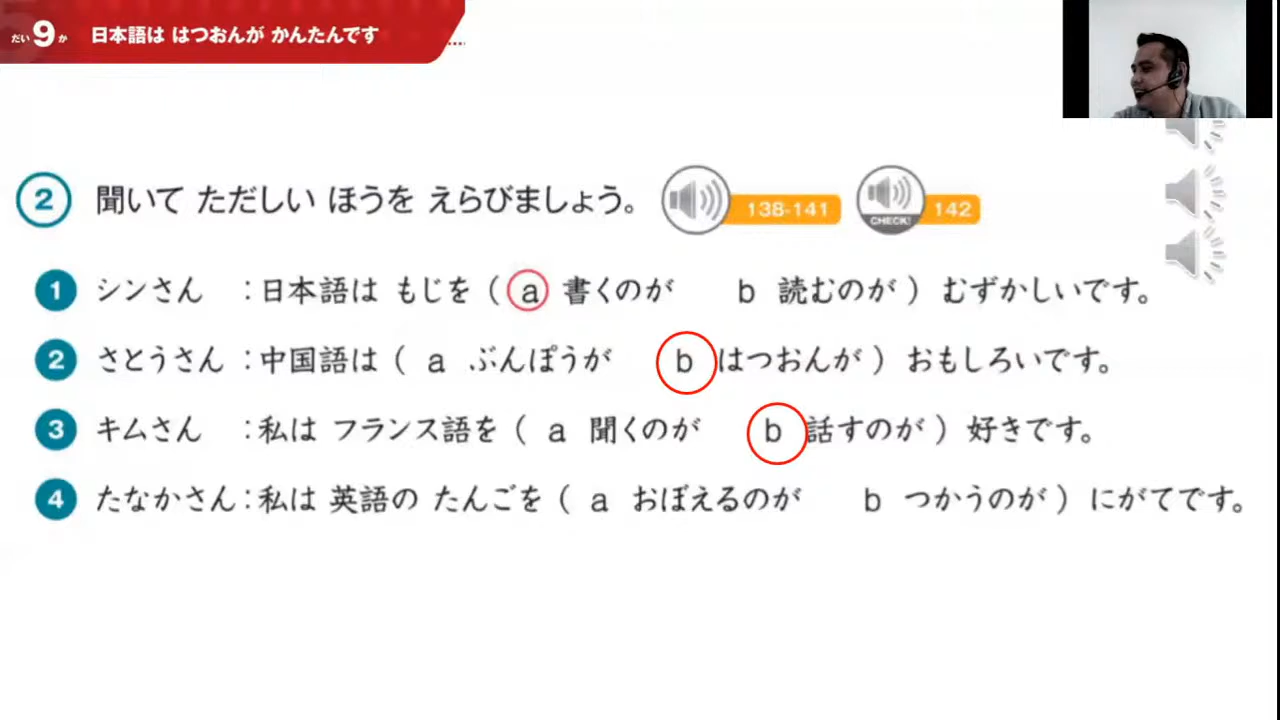 だい9か 日本語は はつおんが かんたんです
2 聞いて ただしい ほうを えらびましょう。 138-141 CHECK! 142
1 シンさん :日本語は もじを ( a 書くのが b 読むのが ) むずかしいです。
2 さとうさん:中国語は ( a ぶんぽうが b はつおんが ) おもしろいです。
3 キムさん :私は フランス語を ( a 聞くのが b 話すのが ) 好きです。
4 たなかさん:私は 英語の たんごを ( a おぼえるのが b つかうのが ) にがてです。